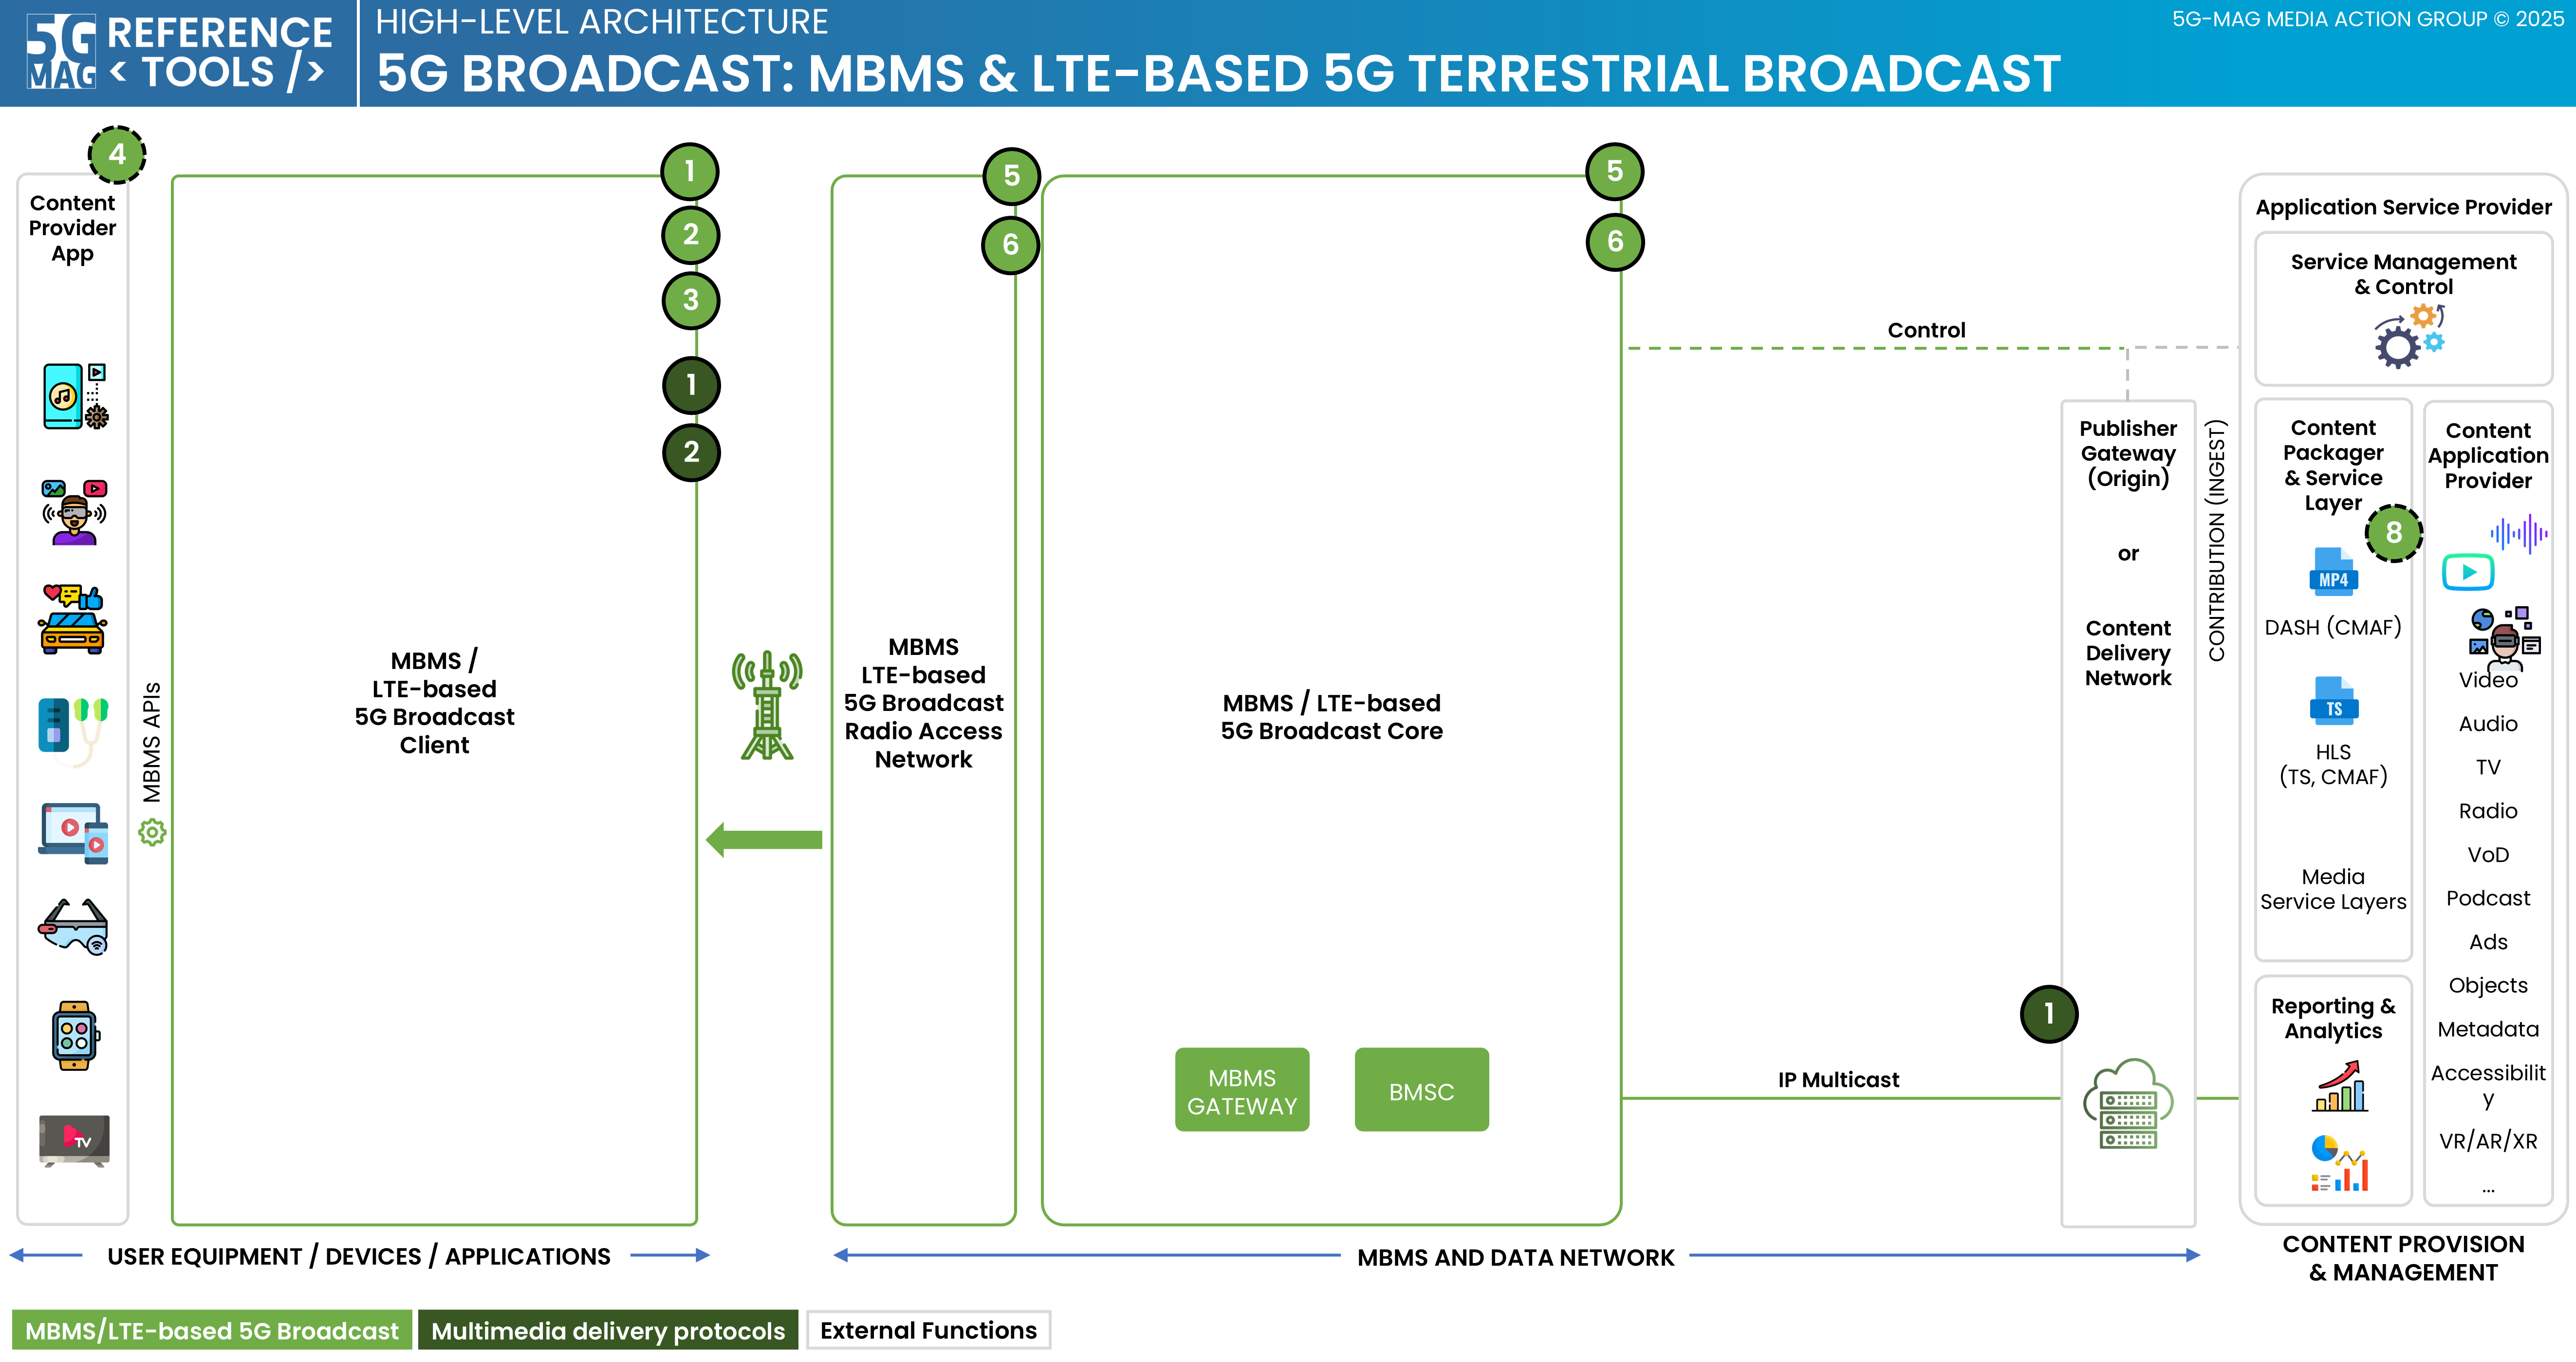 5G
MAG
REFERENCE
< TOOLS />
HIGH-LEVEL ARCHITECTURE
5G BROADCAST: MBMS & LTE-BASED 5G TERRESTRIAL BROADCAST
5G-MAG MEDIA ACTION GROUP © 2025
4
Content
Provider
App
TV
MBMS APIs
1
2
3
1
2
MBMS /
LTE-based
5G Broadcast
Client
5
6
MBMS
LTE-based
5G Broadcast
Radio Access
Network
5
6
MBMS / LTE-based
5G Broadcast Core
MBMS
GATEWAY
BMSC
Control
IP Multicast
1
Publisher
Gateway
(Origin)
or
Content
Delivery
Network
CONTRIBUTION (INGEST)
Application Service Provider
Service Management
& Control
Content
Packager
& Service
Layer
8
MP4
DASH (CMAF)
TS
HLS
(TS, CMAF)
Media
Service Layers
Reporting &
Analytics
Content
Application
Provider
Video
Audio
TV
Radio
VoD
Podcast
Ads
Objects
Metadata
Accessibilit
y
VR/AR/XR
...
USER EQUIPMENT / DEVICES / APPLICATIONS
MBMS AND DATA NETWORK
CONTENT PROVISION
& MANAGEMENT
MBMS/LTE-based 5G Broadcast
Multimedia delivery protocols
External Functions